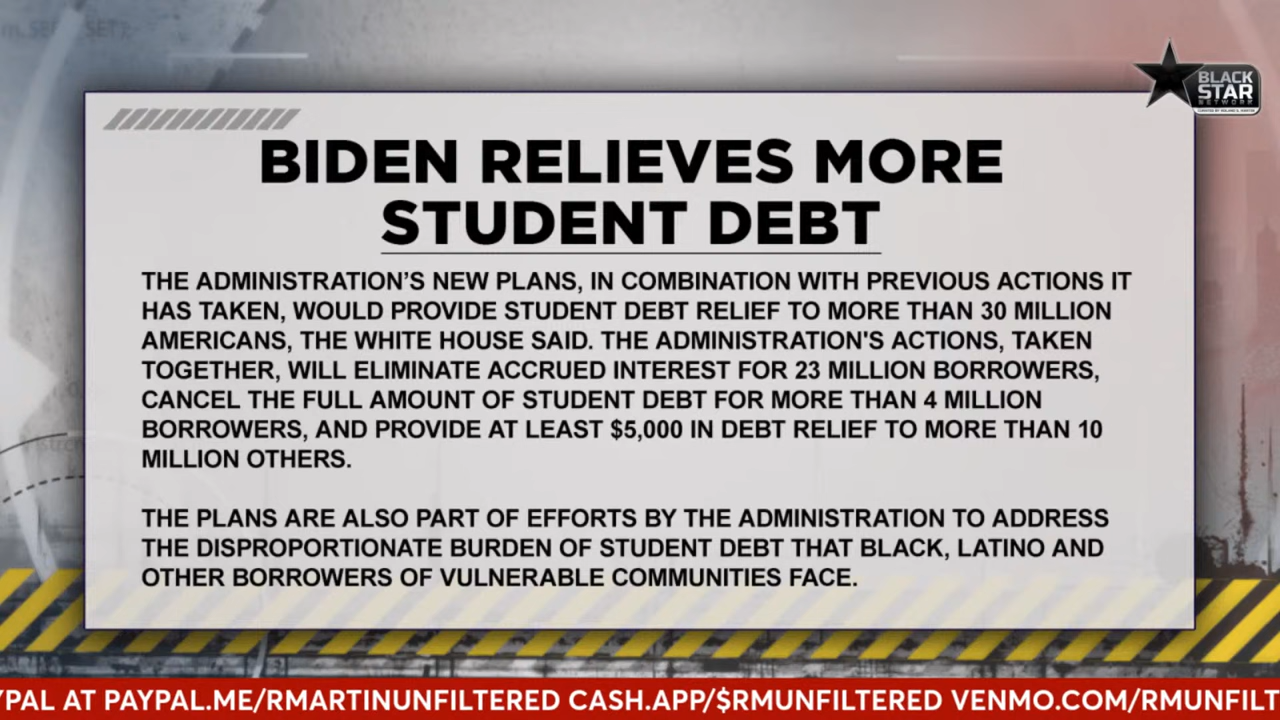 BLACK
STAR
NETWORK
BIDEN RELIEVES MORE
STUDENT DEBT
THE ADMINISTRATION’S NEW PLANS, IN COMBINATION WITH PREVIOUS ACTIONS IT
HAS TAKEN, WOULD PROVIDE STUDENT DEBT RELIEF TO MORE THAN 30 MILLION
AMERICANS, THE WHITE HOUSE SAID. THE ADMINISTRATION'S ACTIONS, TAKEN
TOGETHER, WILL ELIMINATE ACCRUED INTEREST FOR 23 MILLION BORROWERS,
CANCEL THE FULL AMOUNT OF STUDENT DEBT FOR MORE THAN 4 MILLION
BORROWERS, AND PROVIDE AT LEAST $5,000 IN DEBT RELIEF TO MORE THAN 10
MILLION OTHERS.
THE PLANS ARE ALSO PART OF EFFORTS BY THE ADMINISTRATION TO ADDRESS
THE DISPROPORTIONATE BURDEN OF STUDENT DEBT THAT BLACK, LATINO AND
OTHER BORROWERS OF VULNERABLE COMMUNITIES FACE.
YPAL AT PAYPAL.ME/RMARTINUNFILTERED CASH.APP/$RMUNFILTERED VENMO.COM/RMUNFILT